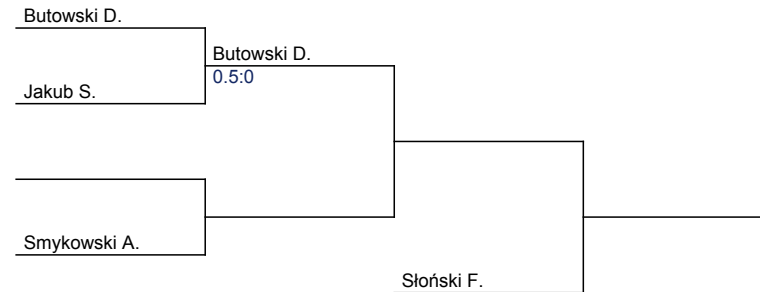 Butowski D.
Butowski D.
0.5:0
Jakub S.
Smykowski A.
Słoński F.